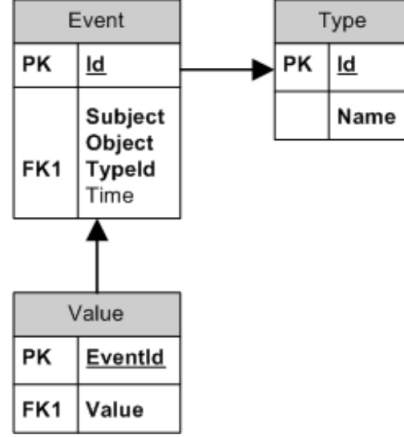 Event
PK Id
Subject
Object
FK1 TypeId
Time
Type
PK Id
Name
Value
PK EventId
FK1 Value